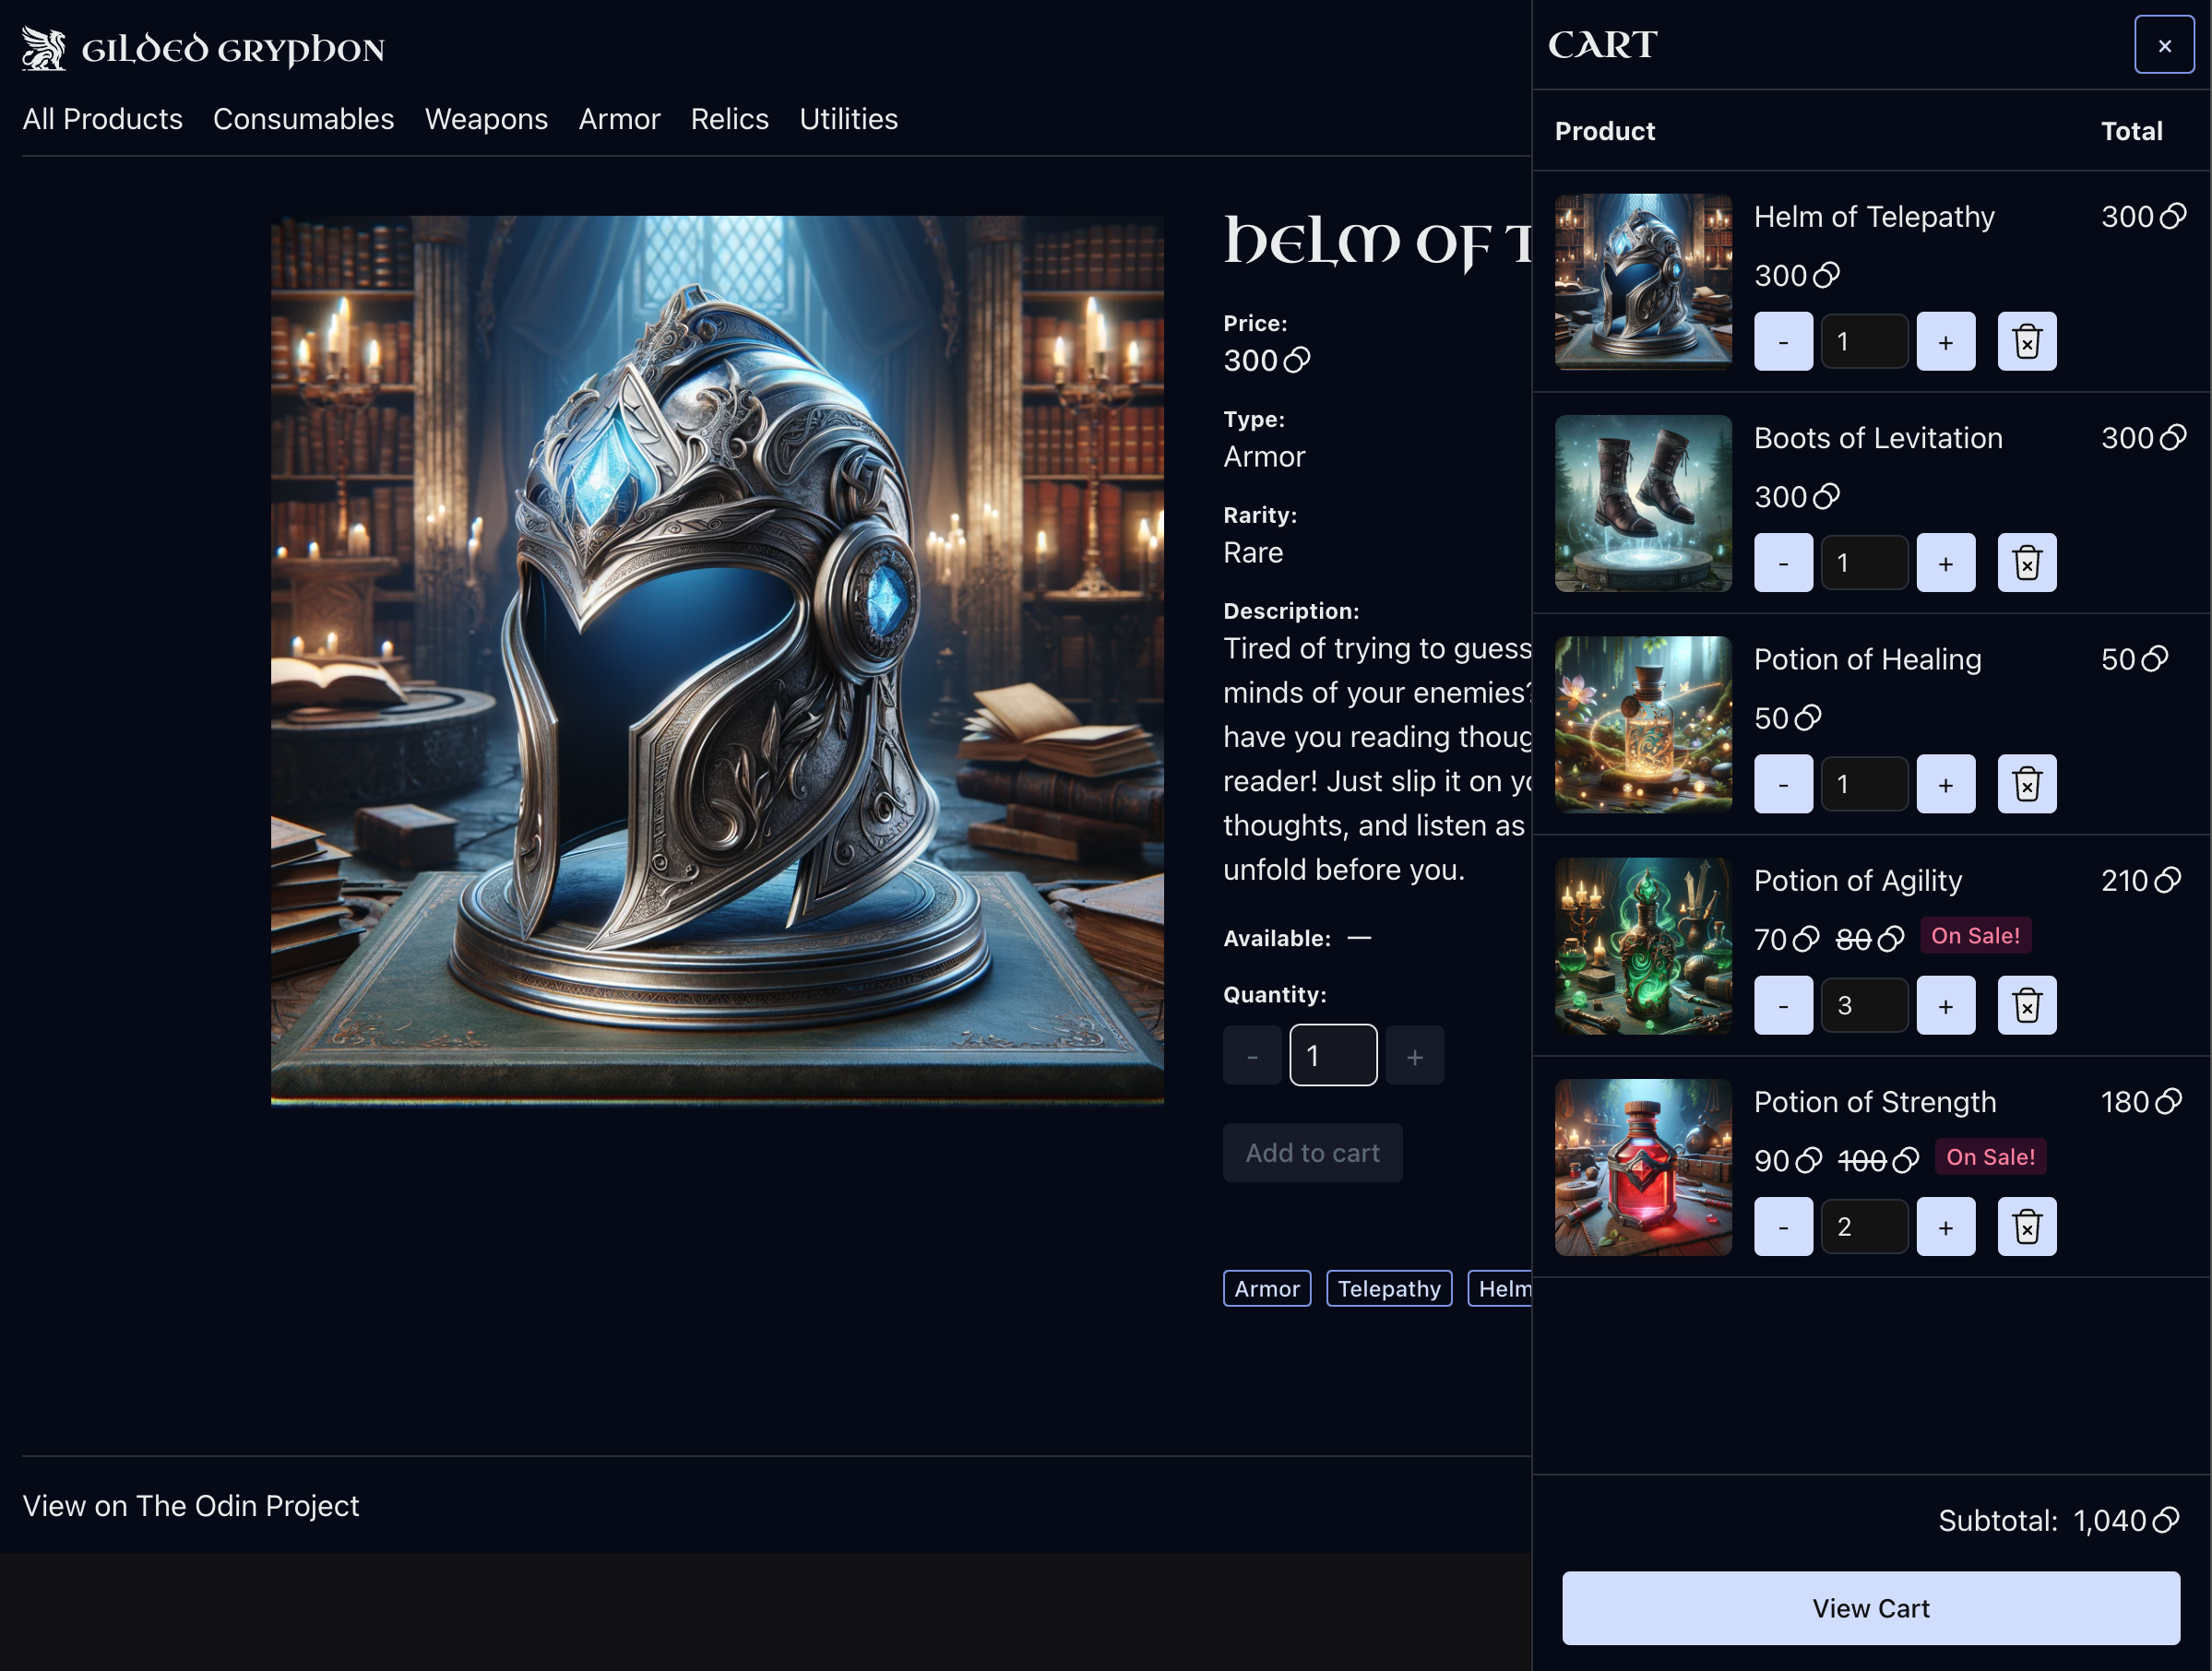 GILDED GRYPHON
All Products Consumables Weapons Armor Relics Utilities
HELM OF T
Price:
300
Type:
Armor
Rarity:
Rare
Description:
Tired of trying to guess
minds of your enemies?
have you reading thoug
reader! Just slip it on yo
thoughts, and listen as
unfold before you.
Available: —
Quantity:
- 1 +
Add to cart
Armor Telepathy Helm
View on The Odin Project
CART ×
Product Total
Helm of Telepathy 300
300
- 1 +
Boots of Levitation 300
300
- 1 +
Potion of Healing 50
50
- 1 +
Potion of Agility 210
70 80 On Sale!
- 3 +
Potion of Strength 180
90 100 On Sale!
- 2 +
Subtotal: 1,040
View Cart